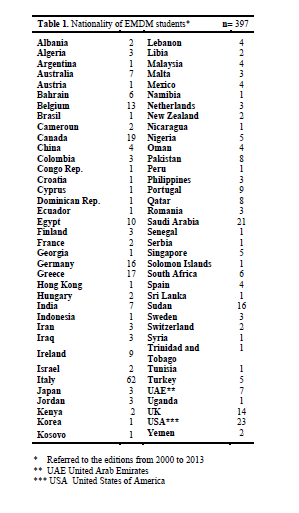 Table 1. Nationality of EMDM students* n= 397
Albania 2 Lebanon 4
Algeria 3 Libia 2
Argentina 1 Malaysia 4
Australia 7 Malta 3
Austria 1 Mexico 4
Bahrain 6 Namibia 1
Belgium 13 Netherlands 3
Brasil 1 New Zealand 2
Cameroun 2 Nicaragua 1
Canada 19 Nigeria 5
China 4 Oman 4
Colombia 3 Pakistan 8
Congo Rep. 1 Peru 1
Croatia 1 Philippines 3
Cyprus 1 Portugal 9
Dominican Rep. 1 Qatar 8
Ecuador 1 Romania 3
Egypt 10 Saudi Arabia 21
Finland 3 Senegal 1
France 2 Serbia 1
Georgia 1 Singapore 5
Germany 16 Solomon Islands 1
Greece 17 South Africa 6
Hong Kong 1 Spain 4
Hungary 2 Sri Lanka 1
India 7 Sudan 16
Indonesia 1 Sweden 3
Iran 3 Switzerland 2
Iraq 3 Syria 1
Ireland 9 Trinidad and 1
Tobago
Israel 2 Tunisia 1
Italy 62 Turkey 5
Japan 3 UAE** 7
Jordan 3 Uganda 1
Kenya 2 UK 14
Korea 1 USA*** 23
Kosovo 1 Yemen 2
* Referred to the editions from 2000 to 2013
** UAE United Arab Emirates
*** USA United States of America